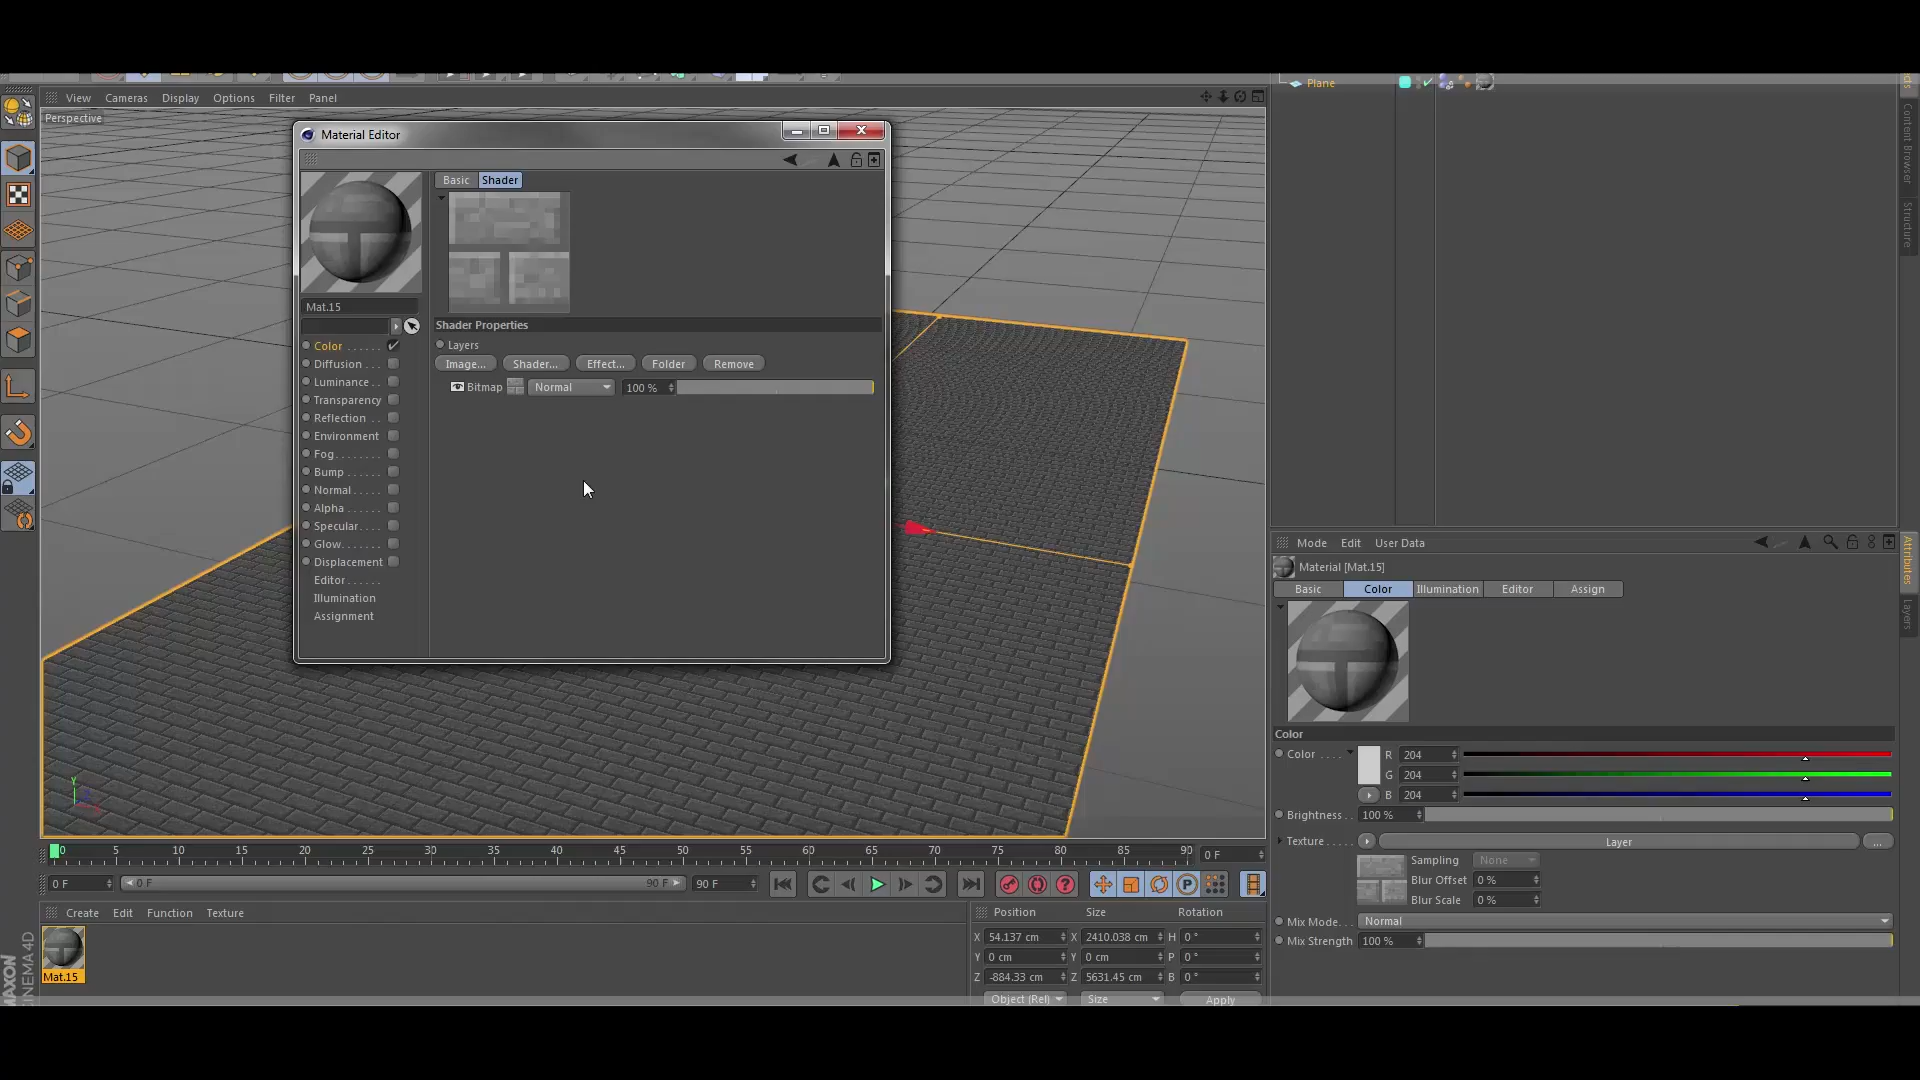 Plane
View Cameras Display Options Filter Panel
Perspective
Material Editor
Basic Shader
Mat.15
Shader Properties
Color . . . . . .
Layers
Diffusion . . .
Image... Shader... Effect... Folder Remove
Luminance . .
Bitmap Normal 100 %
Transparency
Reflection . .
Environment
Fog . . . . . . . .
Bump . . . . . .
Normal . . . . .
Alpha . . . . . .
Specular . . . .
Glow . . . . . . .
Displacement
Editor . . . . . .
Illumination
Assignment
Content Browser
Structure
Mode Edit User Data
Attributes
Layers
Material [Mat.15]
Basic Color Illumination Editor Assign
Color
Color . . . . R 204
G 204
B 204
Brightness . . 100 %
Texture . . . . . Layer ...
Sampling None
Blur Offset 0 %
Blur Scale 0 %
Mix Mode. . . Normal
Mix Strength 100 %
Y
X
0 5 10 15 20 25 30 35 40 45 50 55 60 65 70 75 80 85 90 0 F
0 F 0 F 90 F 90 F
P
Create Edit Function Texture
Mat.15
MAXON
CINEMA 4D
Position Size Rotation
X 54.137 cm X 2410.038 cm H 0 °
Y 0 cm Y 0 cm P 0 °
Z -884.33 cm Z 5631.45 cm B 0 °
Object (Rel) Size Apply